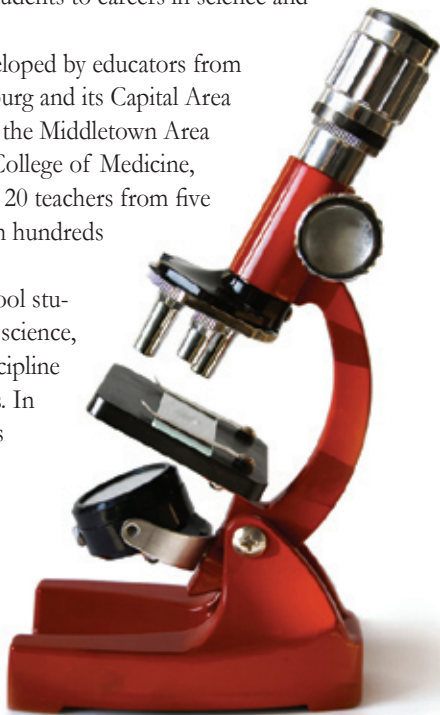 udents to careers in science and
eloped by educators from
burg and its Capital Area
the Middletown Area
College of Medicine,
20 teachers from five
n hundreds
ool stu-
science,
cipline
s. In
s